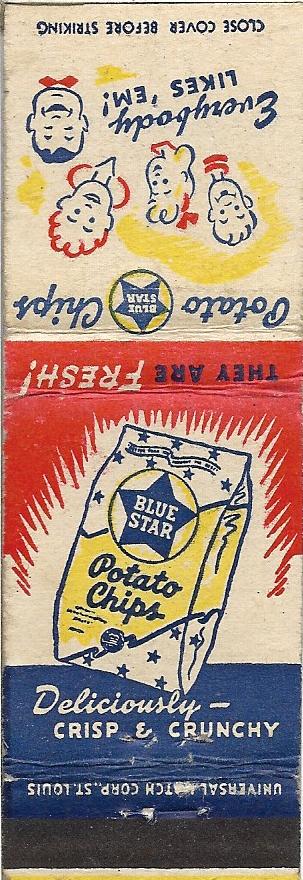 CLOSE COVER BEFORE STRIKING
Everybody
LIKES 'EM!
Potato BLUE STAR Chips
THEY ARE FRESH!
BLUE
STAR
Potato
Chips
Deliciously —
CRISP & CRUNCHY
UNIVERSAL MATCH CORP., ST. LOUIS